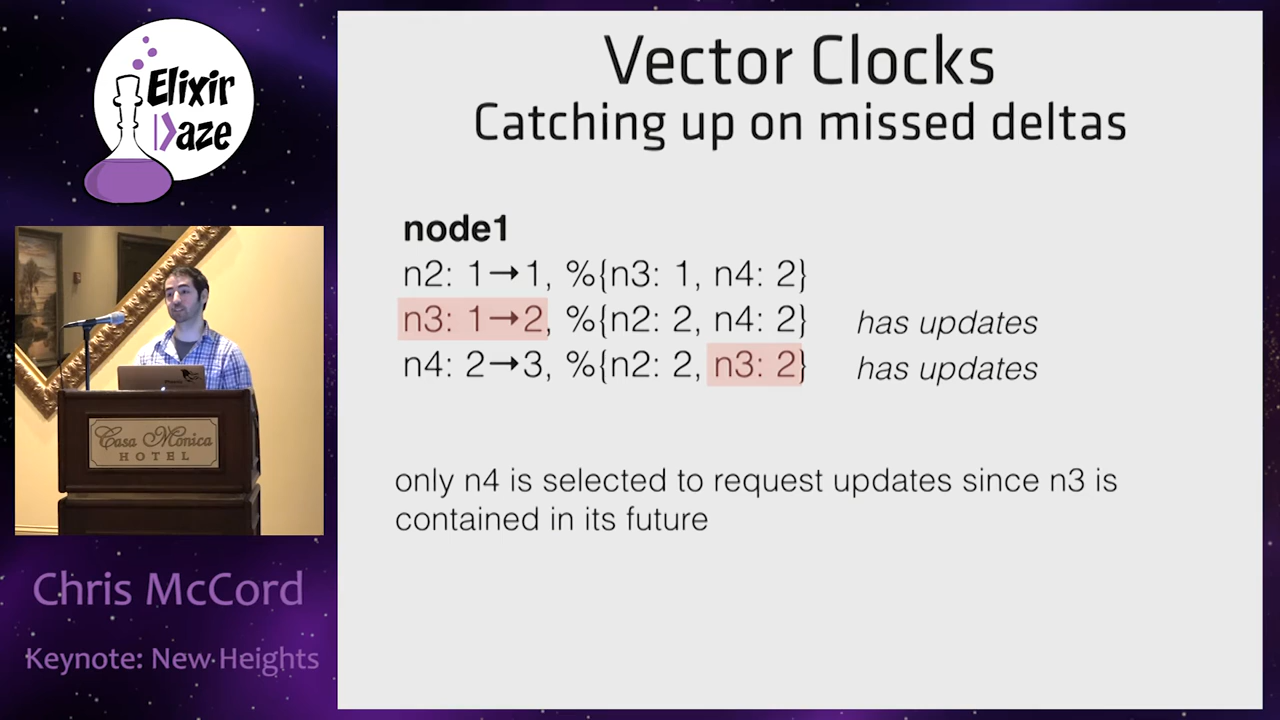 Elixir
Daze
Vector Clocks
Catching up on missed deltas
node1
n2: 1→1, %{n3: 1, n4: 2}
n3: 1→2, %{n2: 2, n4: 2} has updates
n4: 2→3, %{n2: 2, n3: 2} has updates
only n4 is selected to request updates since n3 is
contained in its future
Casa Monica
HOTEL
Chris McCord
Keynote: New Heights